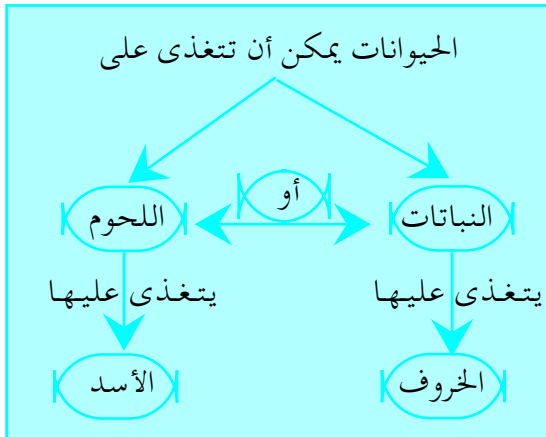 الحيوانات يمكن أن تتغذى على
أو
النباتات
اللحوم
يتغذى عليها
يتغذى عليها
الخروف
الأسد